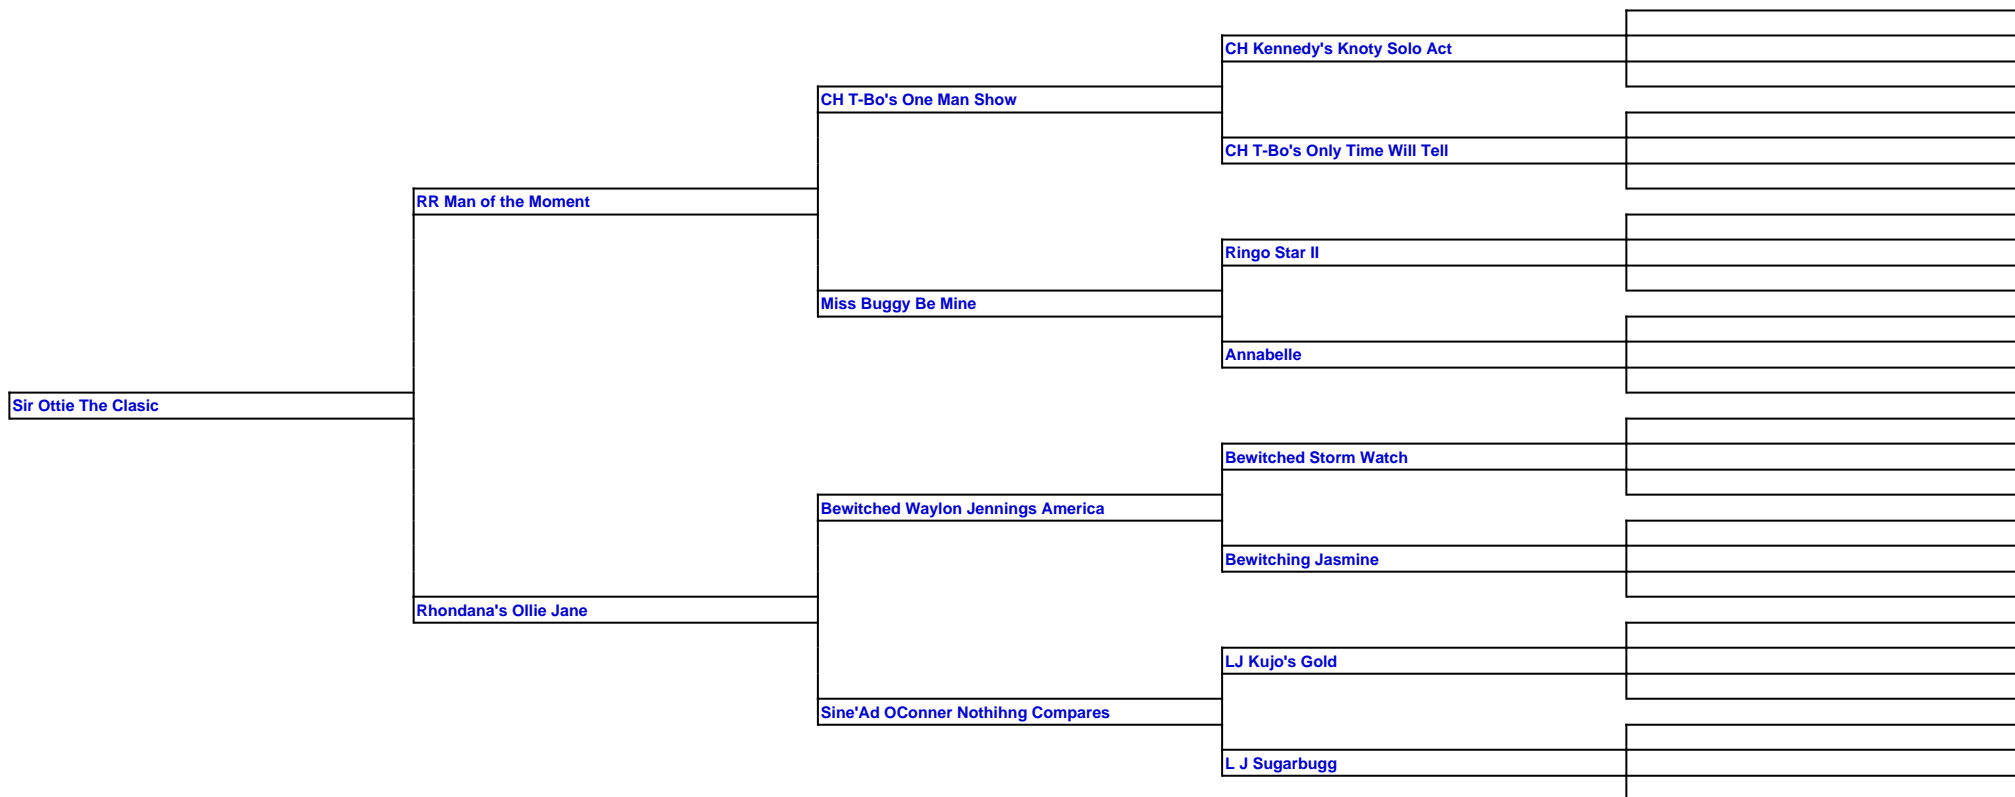 CH Kennedy's Knoty Solo Act
CH T-Bo's One Man Show
CH T-Bo's Only Time Will Tell
RR Man of the Moment
Ringo Star II
Miss Buggy Be Mine
Annabelle
Sir Ottie The Clasic
Bewitched Storm Watch
Bewitched Waylon Jennings America
Bewitching Jasmine
Rhondana's Ollie Jane
LJ Kujo's Gold
Sine'Ad OConner Nothihng Compares
L J Sugarbugg